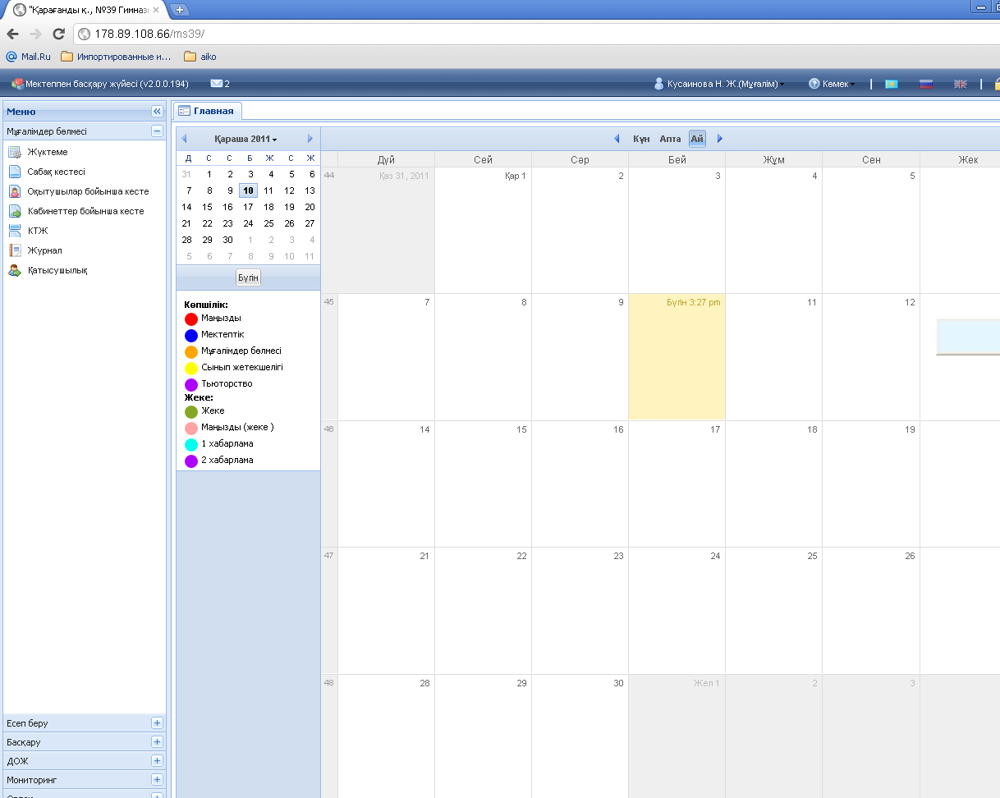 "Қарағанды қ., №39 Гимназ
178.89.108.66/ms39/
Mail.Ru Импортированные и... aiko
Мектеппен басқару жүйесі (v2.0.0.194) 2 Кусаинова Н. Ж.(Мұғалім) Көмек
Меню
Мұғалімдер бөлмесі
Жүктеме
Сабақ кестесі
Оқытушылар бойынша кесте
Кабинеттер бойынша кесте
КТЖ
Журнал
Қатысушылық
Есеп беру
Басқару
ДОЖ
Мониторинг
Главная
Қараша 2011
Д С С Б Ж С Ж
31 1 2 3 4 5 6
7 8 9 10 11 12 13
14 15 16 17 18 19 20
21 22 23 24 25 26 27
28 29 30 1 2 3 4
5 6 7 8 9 10 11
Бүгін
Көпшілік:
Маңызды
Мектептік
Мұғалімдер бөлмесі
Сынып жетекшелігі
Тьюторство
Жеке:
Жеке
Маңызды (жеке )
1 хабарлама
2 хабарлама
Күн Апта Ай
Дүй Сей Сәр Бей Жұм Сен Жек
44 Қаз 31, 2011 Қар 1 2 3 4 5
45 7 8 9 Бүгін 3:27 pm 11 12
46 14 15 16 17 18 19
47 21 22 23 24 25 26
48 28 29 30 Жел 1 2 3